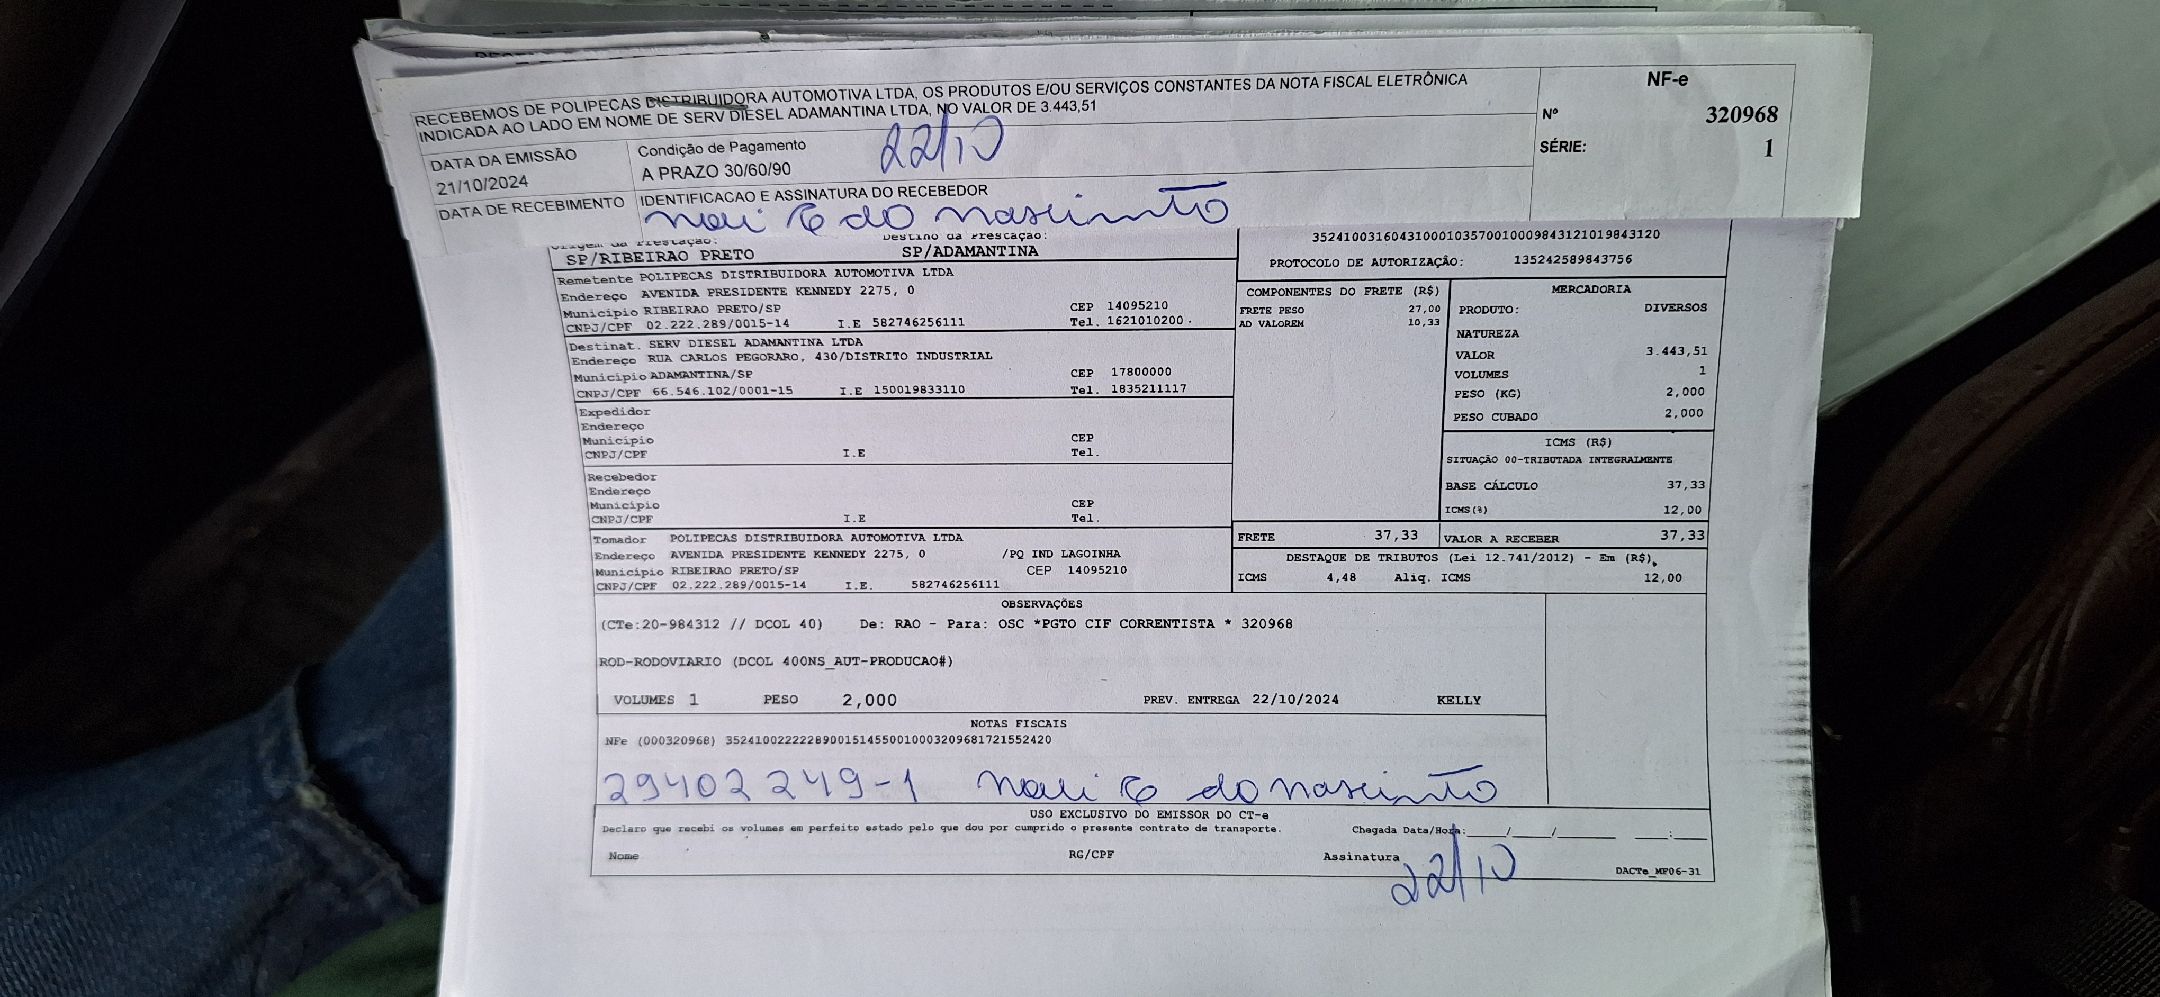 RECEBEMOS DE POLIPECAS DISTRIBUIDORA AUTOMOTIVA LTDA, OS PRODUTOS E/OU SERVIÇOS CONSTANTES DA NOTA FISCAL ELETRÔNICA
INDICADA AO LADO EM NOME DE SERV DIESEL ADAMANTINA LTDA, NO VALOR DE 3.443,51
NF-e
Nº 320968
SÉRIE: 1
DATA DA EMISSÃO
21/10/2024
Condição de Pagamento
A PRAZO 30/60/90
22/10
DATA DE RECEBIMENTO
IDENTIFICACAO E ASSINATURA DO RECEBEDOR
do nascimento
Origem da Prestação: Destino da Prestação:
SP/RIBEIRAO PRETO SP/ADAMANTINA
35241003160431000103570010009843121019843120
PROTOCOLO DE AUTORIZAÇÃO: 135242589843756
Remetente POLIPECAS DISTRIBUIDORA AUTOMOTIVA LTDA
Endereço AVENIDA PRESIDENTE KENNEDY 2275, 0
Municipio RIBEIRAO PRETO/SP CEP 14095210
CNPJ/CPF 02.222.289/0015-14 I.E 582746256111 Tel. 1621010200
Destinat. SERV DIESEL ADAMANTINA LTDA
Endereço RUA CARLOS PEGORARO, 430/DISTRITO INDUSTRIAL
Municipio ADAMANTINA/SP CEP 17800000
CNPJ/CPF 66.546.102/0001-15 I.E 150019833110 Tel. 1835211117
Expedidor
Endereço
Municipio CEP
CNPJ/CPF I.E Tel.
Recebedor
Endereço
Municipio CEP
CNPJ/CPF I.E Tel.
Tomador POLIPECAS DISTRIBUIDORA AUTOMOTIVA LTDA
Endereço AVENIDA PRESIDENTE KENNEDY 2275, 0 /PQ IND LAGOINHA
Municipio RIBEIRAO PRETO/SP CEP 14095210
CNPJ/CPF 02.222.289/0015-14 I.E. 582746256111
COMPONENTES DO FRETE (R$)
FRETE PESO 27,00
AD VALOREM 10,33
MERCADORIA
PRODUTO: DIVERSOS
NATUREZA
VALOR 3.443,51
VOLUMES 1
PESO (KG) 2,000
PESO CUBADO 2,000
ICMS (R$)
SITUAÇÃO 00-TRIBUTADA INTEGRALMENTE
BASE CÁLCULO 37,33
ICMS(%) 12,00
FRETE 37,33 VALOR A RECEBER 37,33
DESTAQUE DE TRIBUTOS (Lei 12.741/2012) - Em (R$)
ICMS 4,48 Aliq. ICMS 12,00
OBSERVAÇÕES
(CTe:20-984312 // DCOL 40) De: RAO - Para: OSC *PGTO CIF CORRENTISTA * 320968
ROD-RODOVIARIO (DCOL 400NS_AUT-PRODUCAO#)
VOLUMES 1 PESO 2,000 PREV. ENTREGA 22/10/2024 KELLY
NOTAS FISCAIS
NFe (000320968) 35241002222289001514550010003209681721552420
29402249-1 do nascimento
USO EXCLUSIVO DO EMISSOR DO CT-e
Declaro que recebi os volumes em perfeito estado pelo que dou por cumprido o presente contrato de transporte. Chegada Data/Hora:____/____/______ ___:___
Nome RG/CPF Assinatura
22/10
DACTe_MF06-31